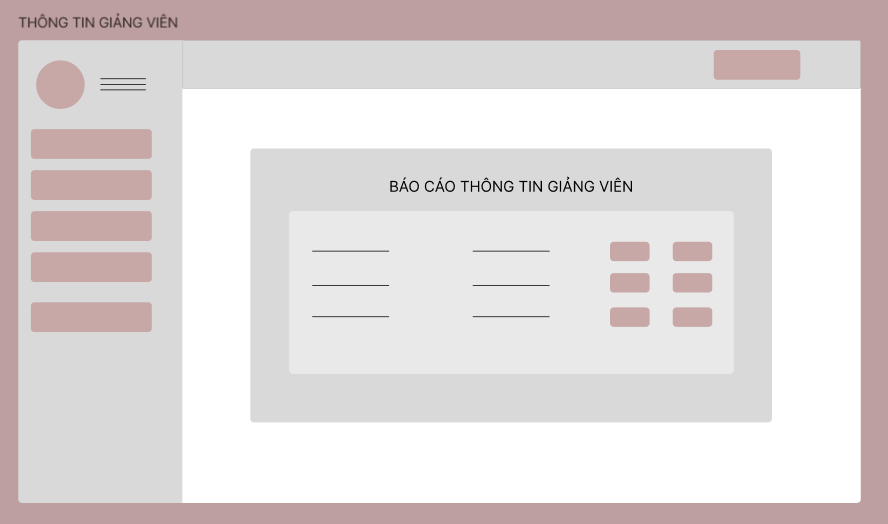 THÔNG TIN GIẢNG VIÊN
BÁO CÁO THÔNG TIN GIẢNG VIÊN